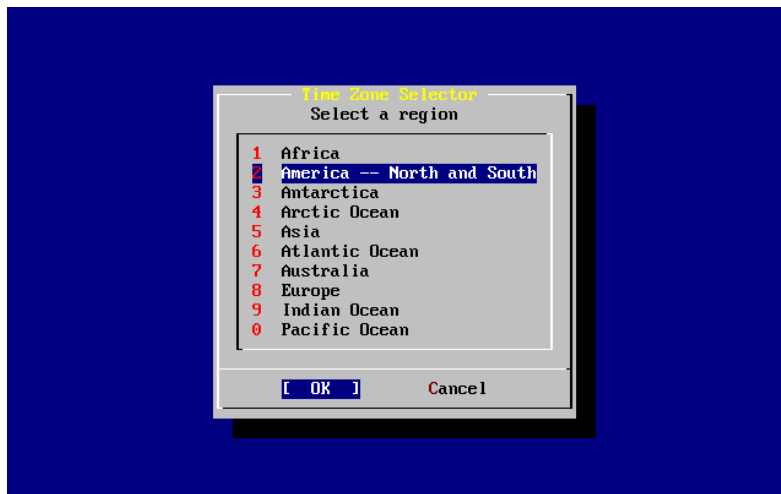 Time Zone Selector
Select a region
1 Africa
2 America -- North and South
3 Antarctica
4 Arctic Ocean
5 Asia
6 Atlantic Ocean
7 Australia
8 Europe
9 Indian Ocean
0 Pacific Ocean
[ OK ] Cancel